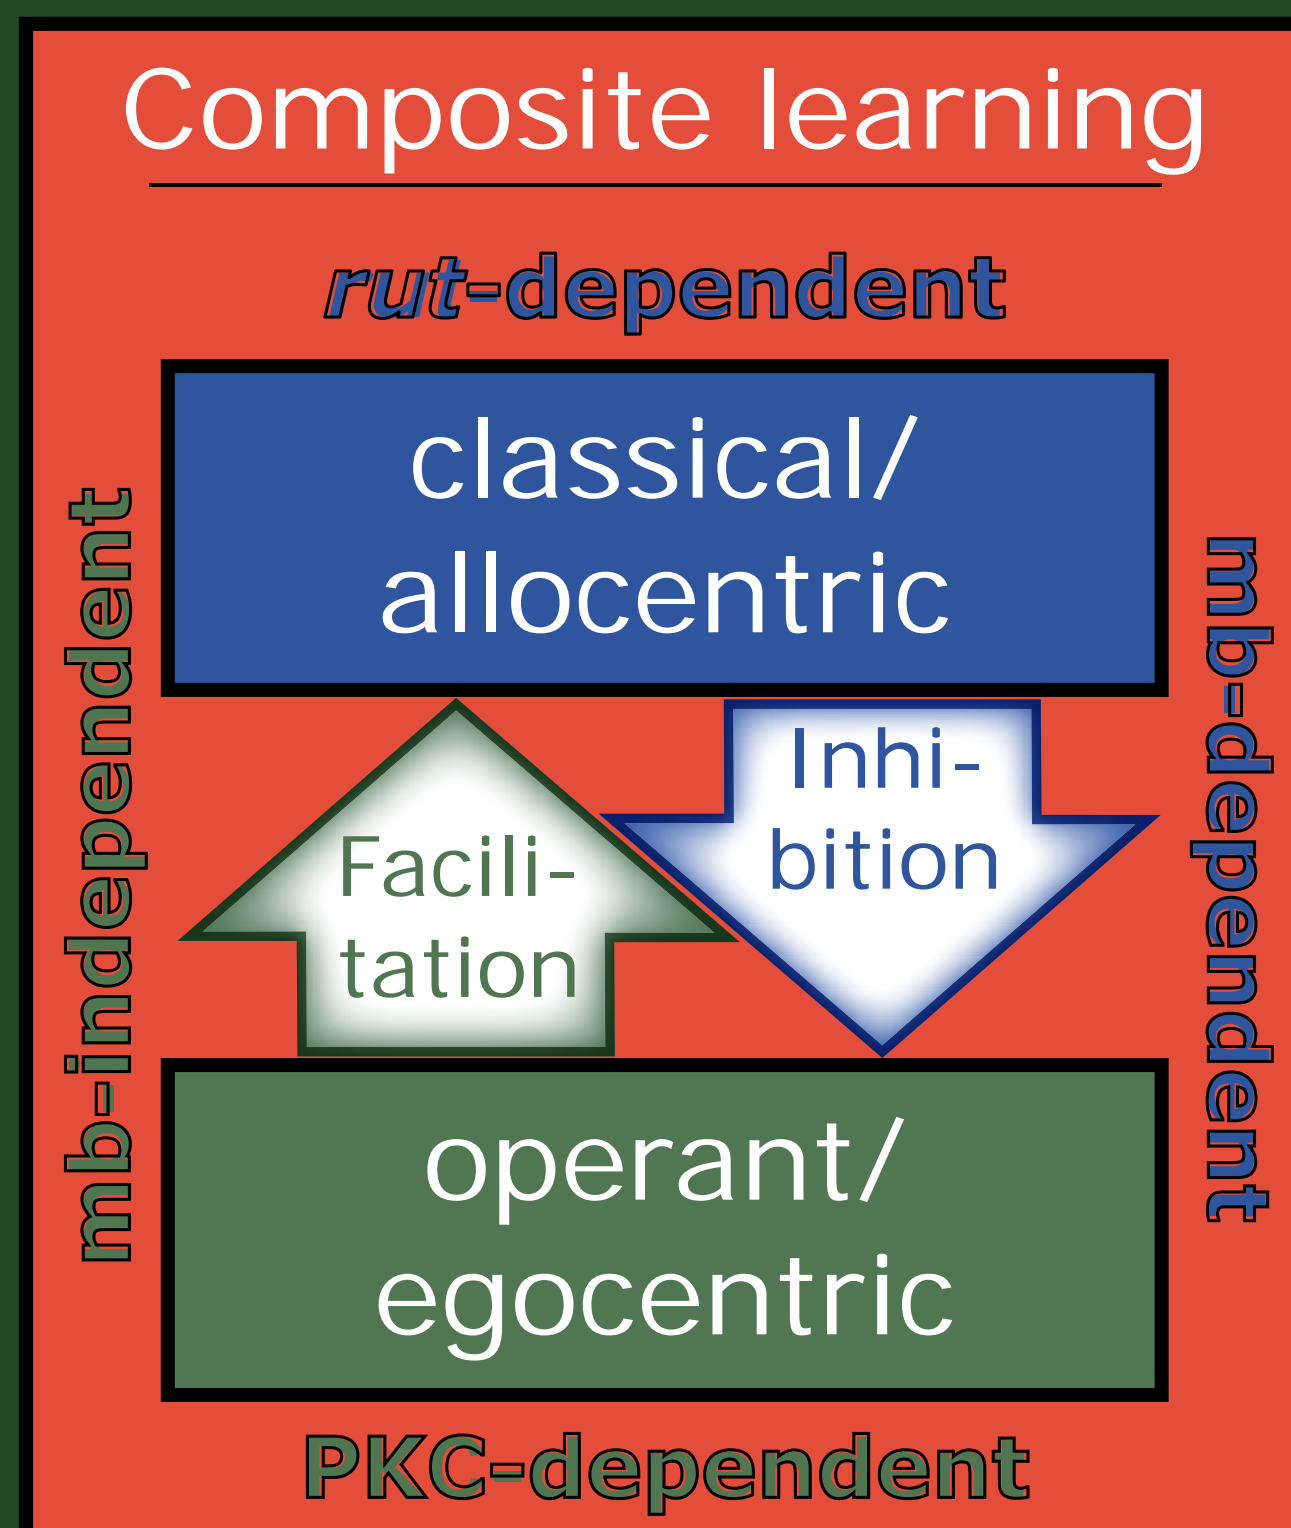 Composite learning
rut-dependent
classical/
allocentric
mb-independent
mb-dependent
Facili-
tation
Inhi-
bition
operant/
egocentric
PKC-dependent